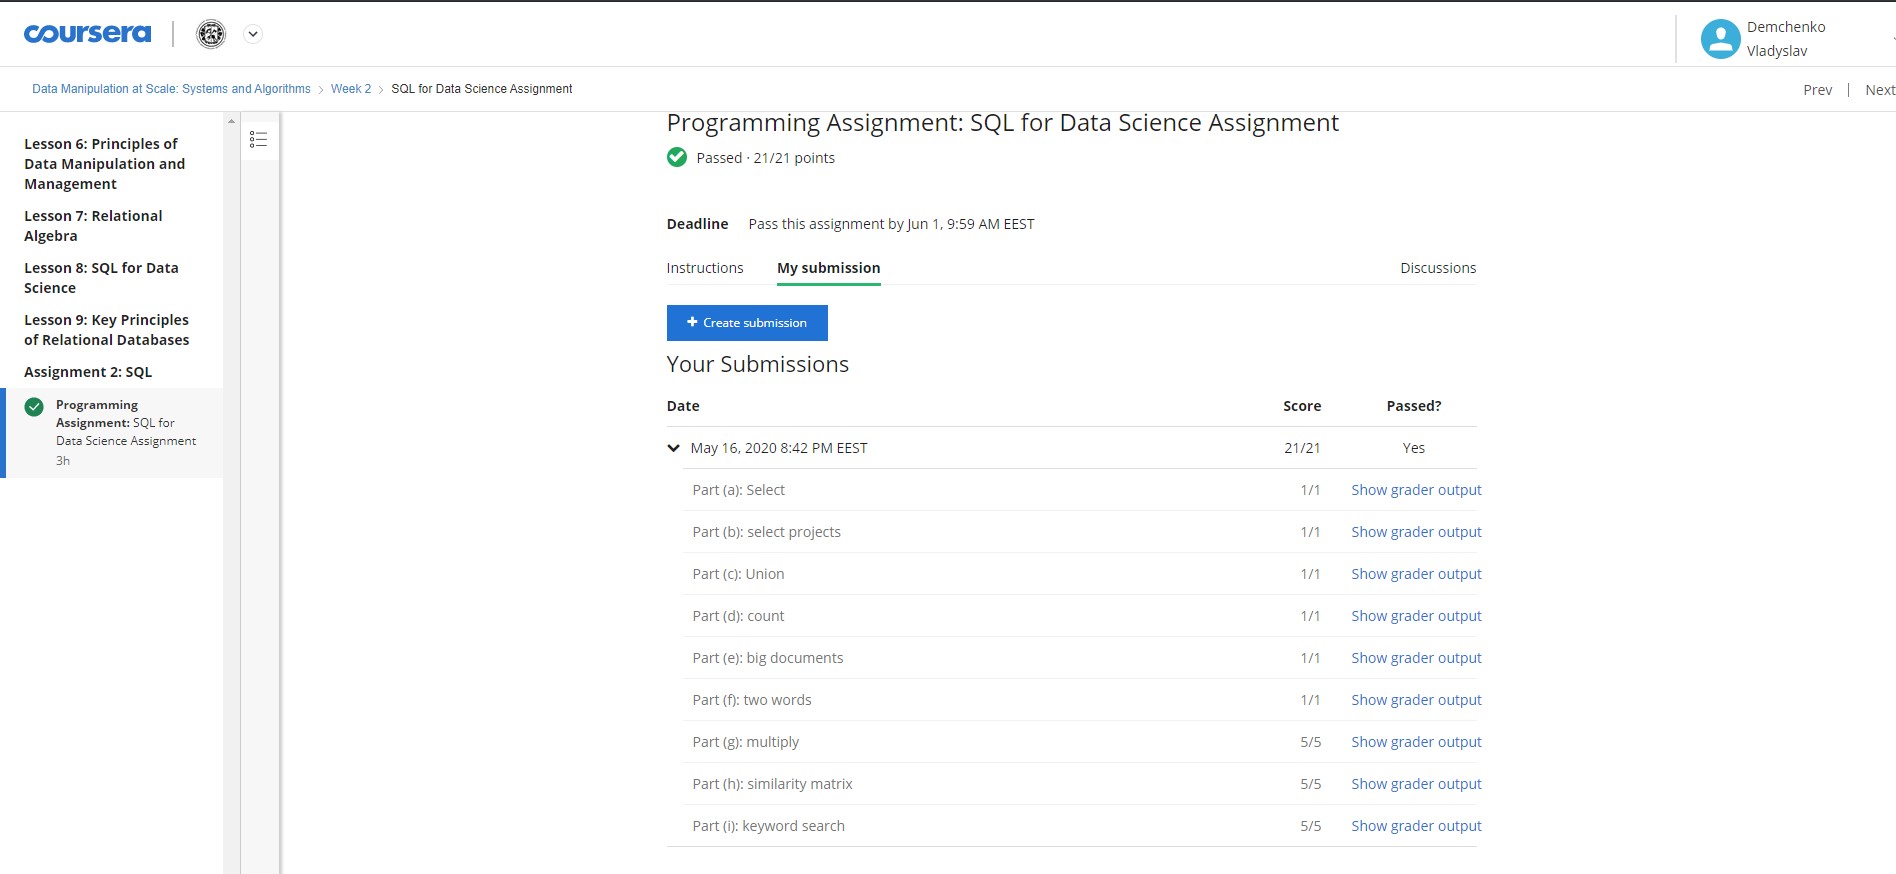 coursera
Demchenko
Vladyslav
Data Manipulation at Scale: Systems and Algorithms > Week 2 > SQL for Data Science Assignment
Prev | Next
Lesson 6: Principles of
Data Manipulation and
Management
Lesson 7: Relational
Algebra
Lesson 8: SQL for Data
Science
Lesson 9: Key Principles
of Relational Databases
Assignment 2: SQL
Programming
Assignment: SQL for
Data Science Assignment
3h
Programming Assignment: SQL for Data Science Assignment
Passed · 21/21 points
Deadline Pass this assignment by Jun 1, 9:59 AM EEST
Instructions My submission Discussions
+ Create submission
Your Submissions
Date Score Passed?
May 16, 2020 8:42 PM EEST 21/21 Yes
Part (a): Select 1/1 Show grader output
Part (b): select projects 1/1 Show grader output
Part (c): Union 1/1 Show grader output
Part (d): count 1/1 Show grader output
Part (e): big documents 1/1 Show grader output
Part (f): two words 1/1 Show grader output
Part (g): multiply 5/5 Show grader output
Part (h): similarity matrix 5/5 Show grader output
Part (i): keyword search 5/5 Show grader output